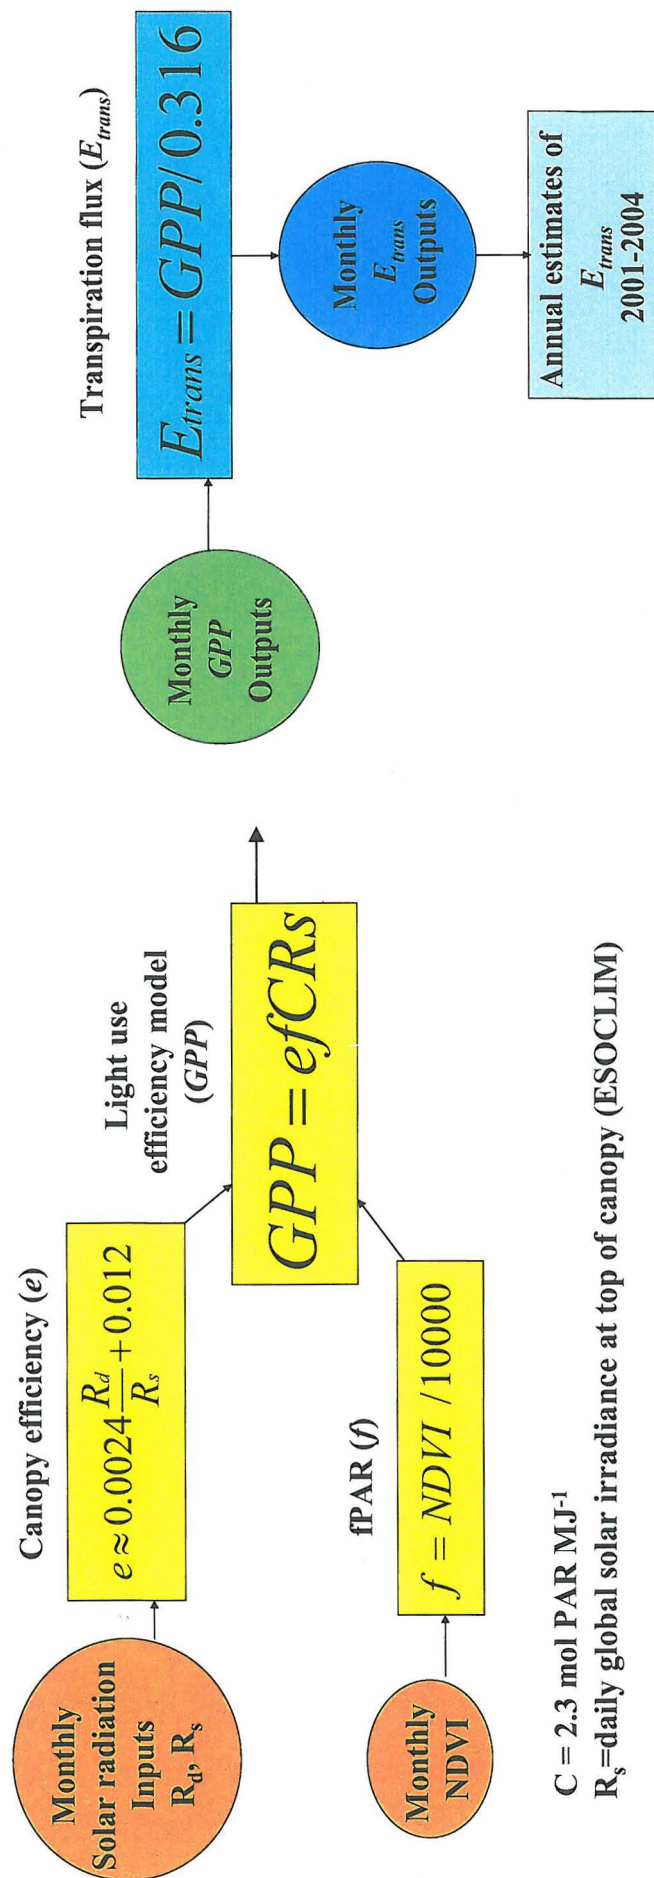 Monthly
Solar radiation
Inputs
R_d, R_s
Canopy efficiency (e)
e ≈ 0.0024 R_d/R_s + 0.012
Monthly
NDVI
fPAR (f)
f = NDVI / 10000
Light use
efficiency model
(GPP)
GPP = efCRs
Monthly
GPP
Outputs
Transpiration flux (E_trans)
E_trans = GPP / 0.316
Monthly
E_trans
Outputs
Annual estimates of
E_trans
2001-2004
C = 2.3 mol PAR MJ⁻¹
R_s=daily global solar irradiance at top of canopy (ESOCLIM)